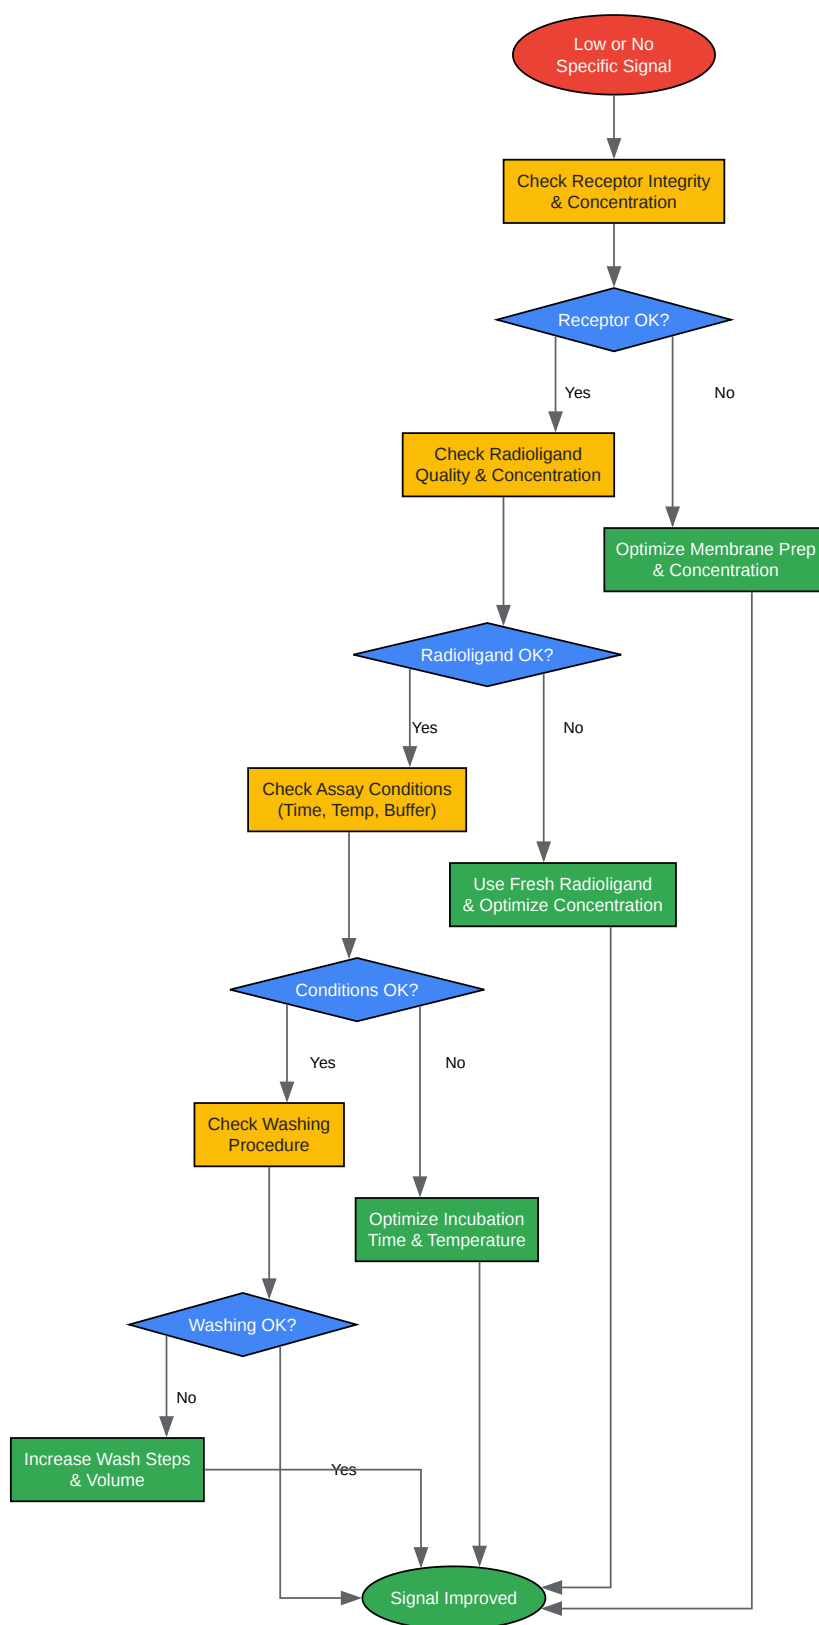 Low or No
Specific Signal
Check Receptor Integrity
& Concentration
Receptor OK?
Yes
No
Check Radioligand
Quality & Concentration
Optimize Membrane Prep
& Concentration
Radioligand OK?
Yes
No
Check Assay Conditions
(Time, Temp, Buffer)
Use Fresh Radioligand
& Optimize Concentration
Conditions OK?
Yes
No
Check Washing
Procedure
Optimize Incubation
Time & Temperature
Washing OK?
No
Increase Wash Steps
& Volume
Yes
Signal Improved